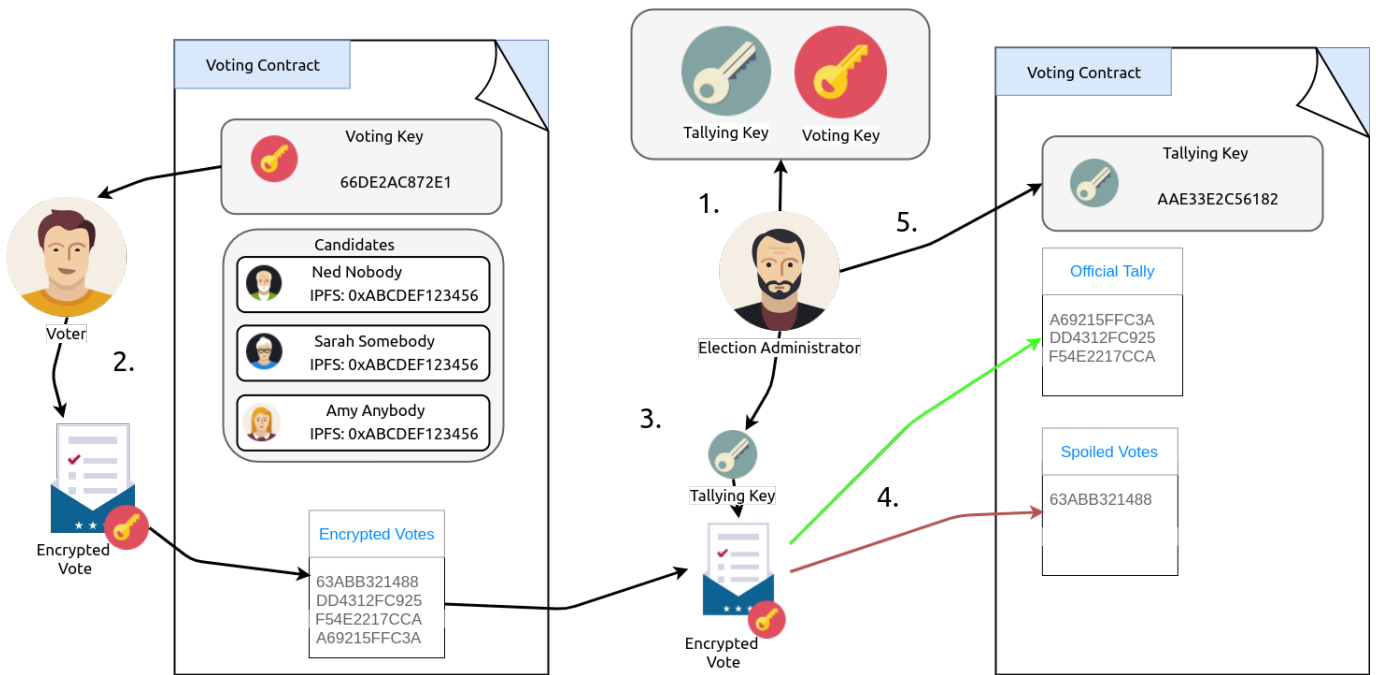 Voting Contract
Voting Key
66DE2AC872E1
Candidates
Ned Nobody
IPFS: 0xABCDEF123456
Sarah Somebody
IPFS: 0xABCDEF123456
Amy Anybody
IPFS: 0xABCDEF123456
Voter
2.
Encrypted
Vote
Encrypted Votes
63ABB321488
DD4312FC925
F54E2217CCA
A69215FFC3A
Tallying Key
Voting Key
1.
5.
Election Administrator
3.
Tallying Key
4.
Encrypted
Vote
Voting Contract
Tallying Key
AAE33E2C56182
Official Tally
A69215FFC3A
DD4312FC925
F54E2217CCA
Spoiled Votes
63ABB321488